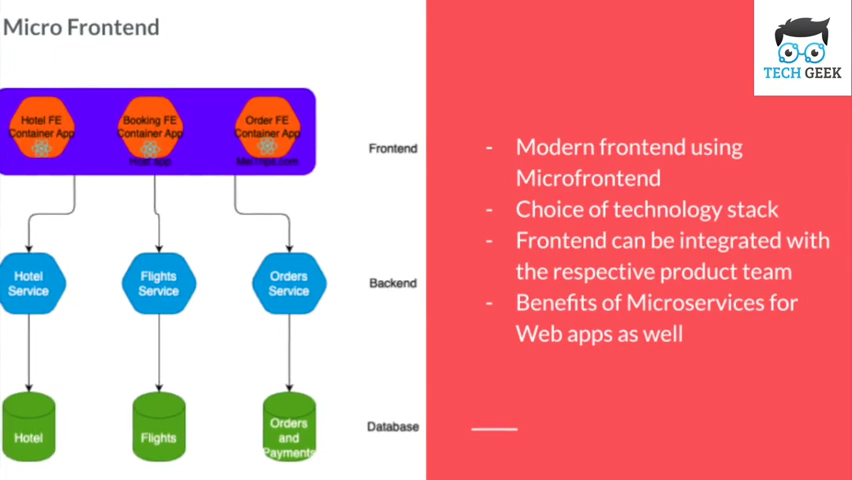 Micro Frontend
TECH GEEK
Hotel FE
Container App
Booking FE
Container App
Host app
Order FE
Container App
Frontend
Hotel
Service
Flights
Service
Orders
Service
Backend
Hotel
Flights
Orders
and
Payments
Database
- Modern frontend using
Microfrontend
- Choice of technology stack
- Frontend can be integrated with
the respective product team
- Benefits of Microservices for
Web apps as well